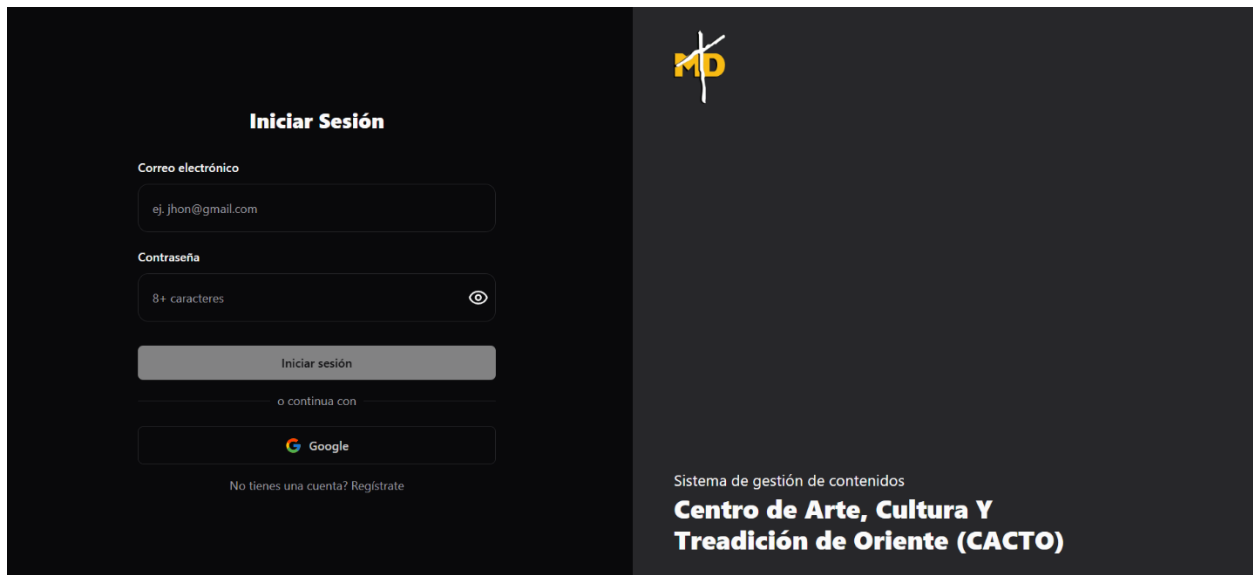 Iniciar Sesión
Correo electrónico
ej. jhon@gmail.com
Contraseña
8+ caracteres
Iniciar sesión
o continua con
Google
No tienes una cuenta? Regístrate
MD
Sistema de gestión de contenidos
Centro de Arte, Cultura Y
Treadición de Oriente (CACTO)